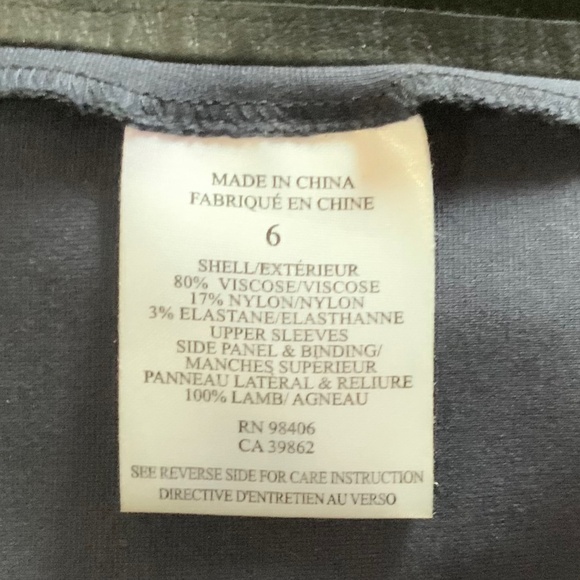 MADE IN CHINA
FABRIQUÉ EN CHINE
6
SHELL/EXTÉRIEUR
80% VISCOSE/VISCOSE
17% NYLON/NYLON
3% ELASTANE/ELASTHANNE
UPPER SLEEVES
SIDE PANEL & BINDING/
MANCHES SUPÉRIEUR
PANNEAU LATÉRAL & RELIURE
100% LAMB/ AGNEAU
RN 98406
CA 39862
SEE REVERSE SIDE FOR CARE INSTRUCTION
DIRECTIVE D'ENTRETIEN AU VERSO